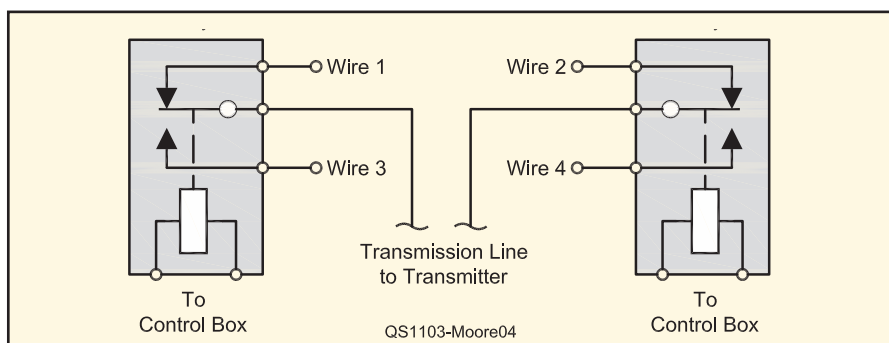 Wire 1
Wire 2
Wire 3
Wire 4
Transmission Line
to Transmitter
To
Control Box
To
Control Box
QS1103-Moore04